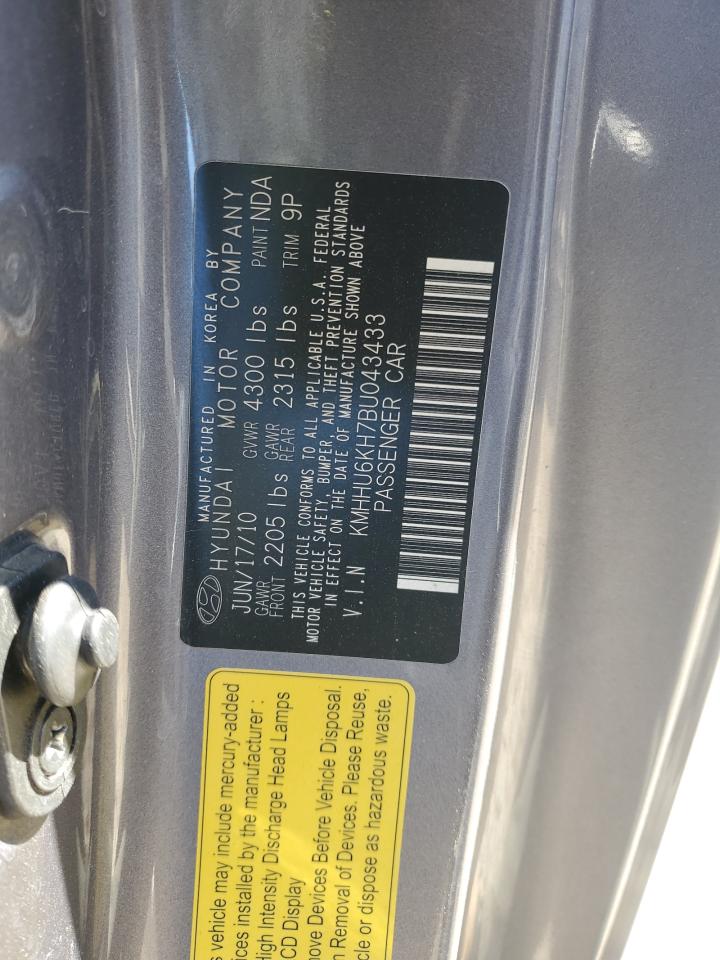 MANUFACTURED IN KOREA BY
HYUNDAI MOTOR COMPANY
JUN/17/10 GVWR 4300 lbs PAINT NDA
GAWR FRONT 2205 lbs GAWR REAR 2315 lbs TRIM 9P
THIS VEHICLE CONFORMS TO ALL APPLICABLE U.S.A. FEDERAL
MOTOR VEHICLE SAFETY, BUMPER, AND THEFT PREVENTION STANDARDS
IN EFFECT ON THE DATE OF MANUFACTURE SHOWN ABOVE
V.I.N KMHHU6KH7BU043433
PASSENGER CAR
vehicle may include mercury-added
installed by the manufacturer :
High Intensity Discharge Head Lamps
CD Display
Devices Before Vehicle Disposal.
Removal of Devices. Please Reuse,
or dispose as hazardous waste.